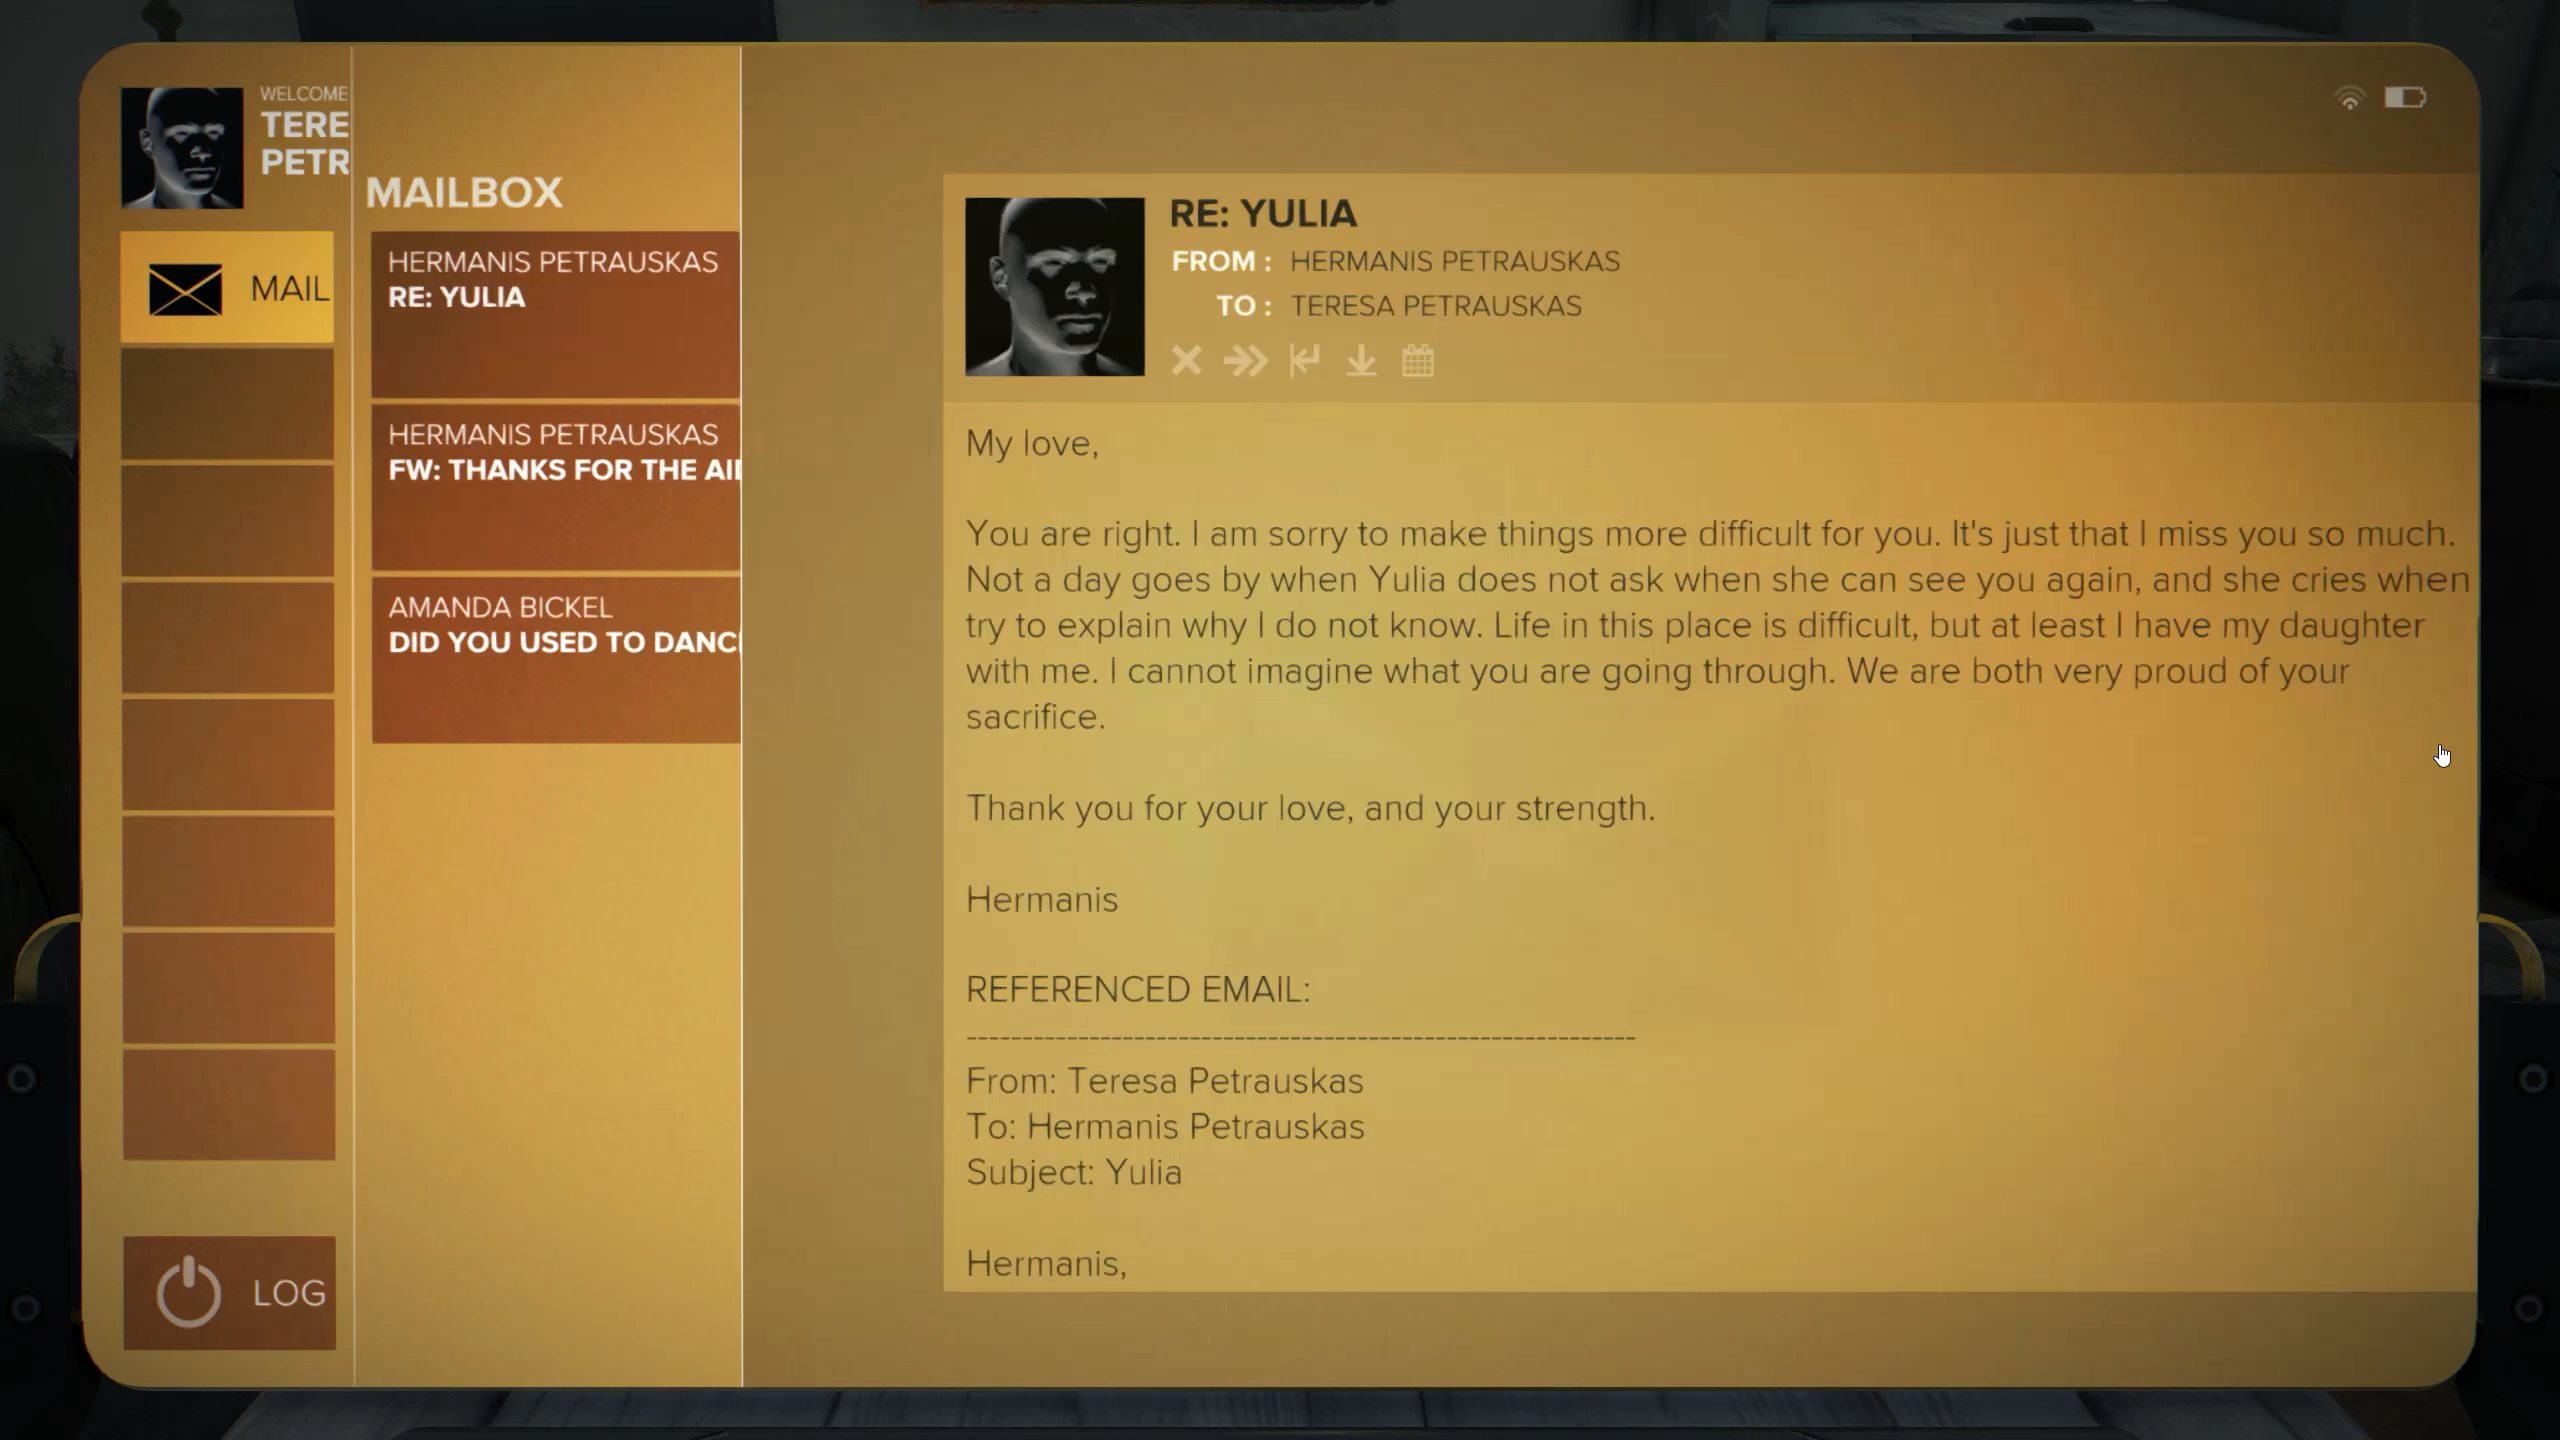 WELCOME
TERE
PETR
MAIL
LOG
MAILBOX
HERMANIS PETRAUSKAS
RE: YULIA
HERMANIS PETRAUSKAS
FW: THANKS FOR THE AI
AMANDA BICKEL
DID YOU USED TO DANC
RE: YULIA
FROM : HERMANIS PETRAUSKAS
TO : TERESA PETRAUSKAS
My love,
You are right. I am sorry to make things more difficult for you. It's just that I miss you so much.
Not a day goes by when Yulia does not ask when she can see you again, and she cries when
try to explain why I do not know. Life in this place is difficult, but at least I have my daughter
with me. I cannot imagine what you are going through. We are both very proud of your
sacrifice.
Thank you for your love, and your strength.
Hermanis
REFERENCED EMAIL:
------------------------------------------------------------
From: Teresa Petrauskas
To: Hermanis Petrauskas
Subject: Yulia
Hermanis,